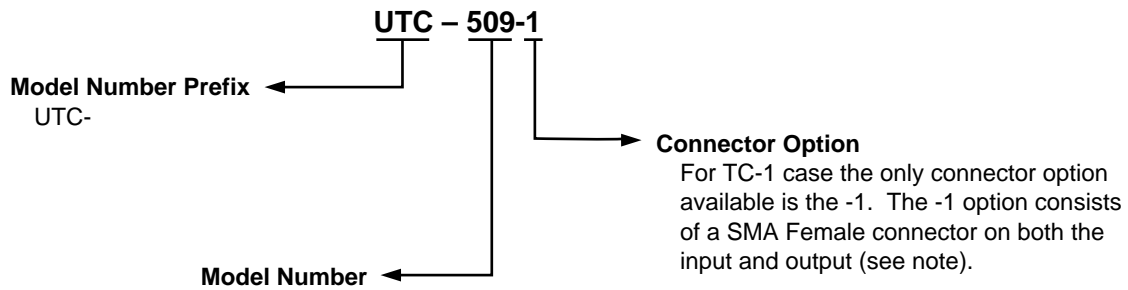 UTC – 509-1
Model Number Prefix
UTC-
Connector Option
For TC-1 case the only connector option
available is the -1.  The -1 option consists
of a SMA Female connector on both the
input and output (see note).
Model Number